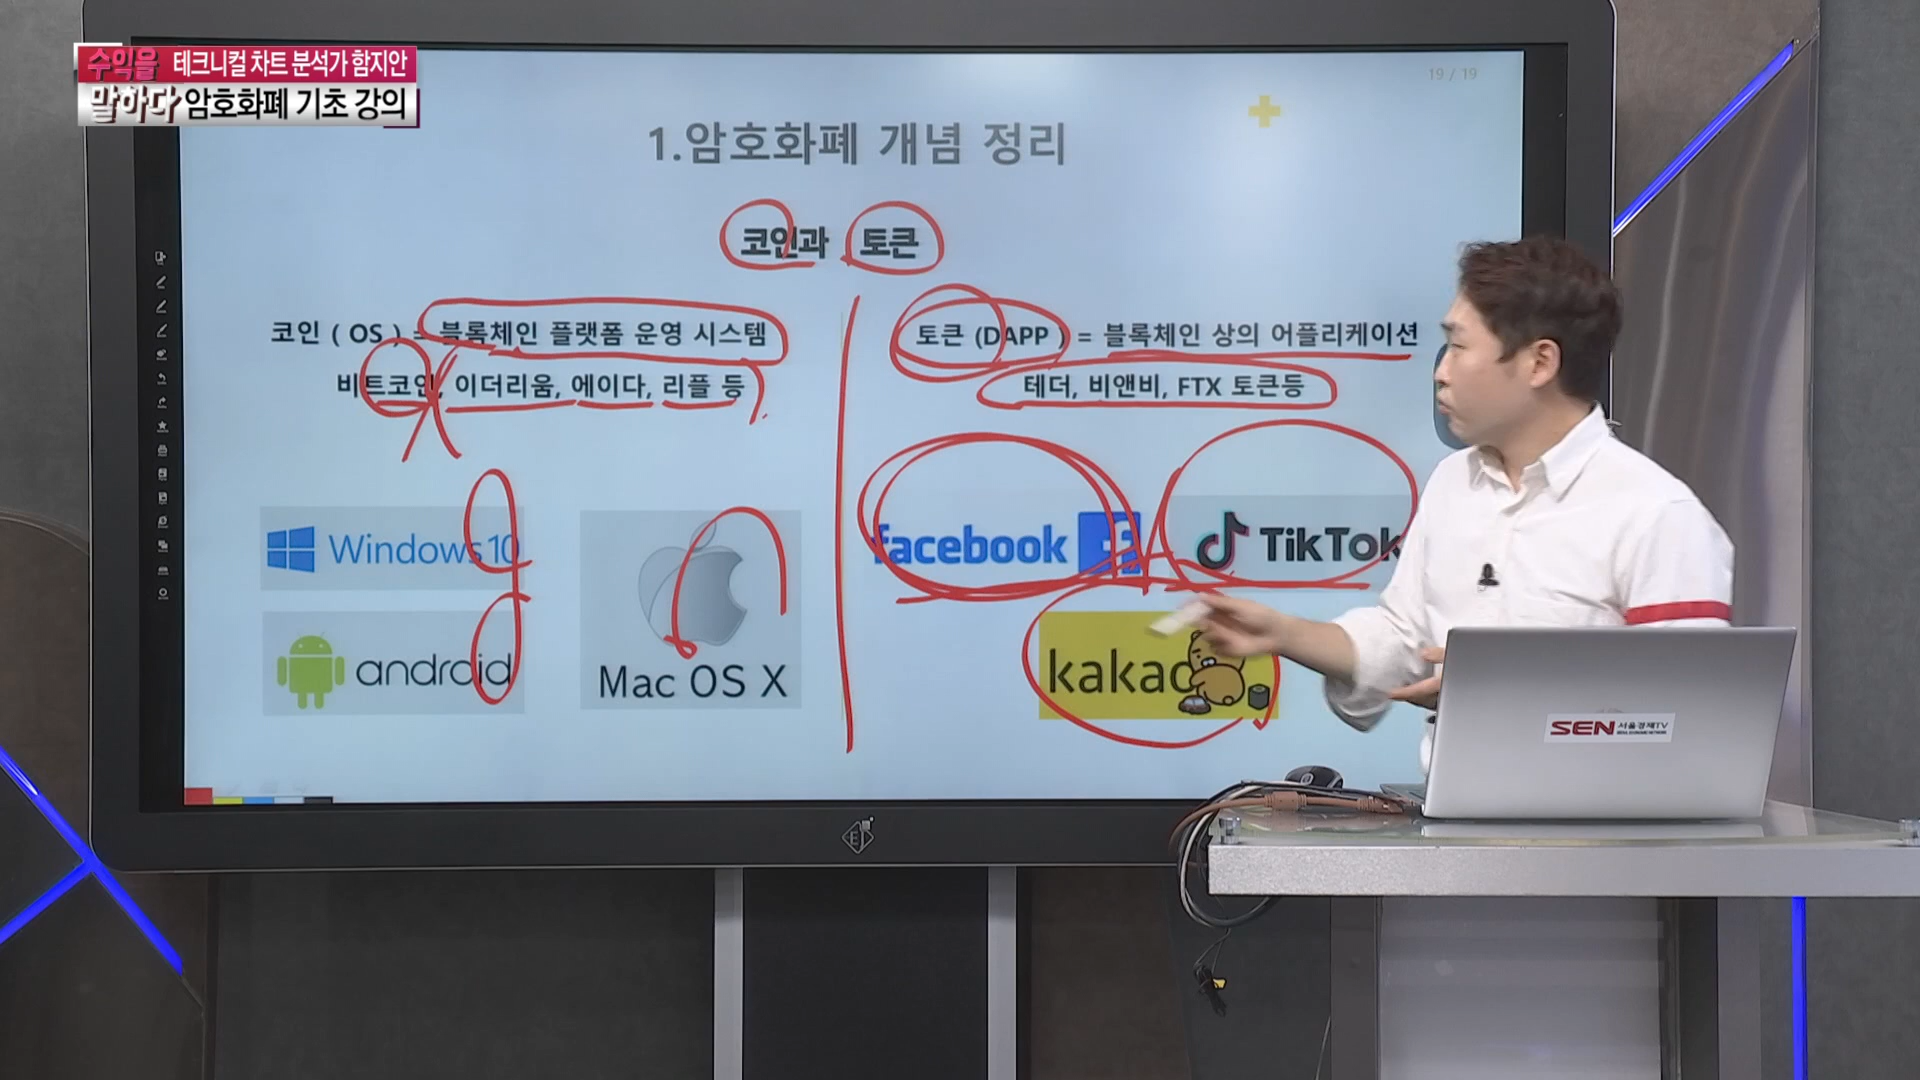 수익을 말하다
테크니컬 차트 분석가 함지안
암호화폐 기초 강의
19 / 19
1.암호화폐 개념 정리
코인과 토큰
코인 ( OS ) = 블록체인 플랫폼 운영 시스템
비트코인, 이더리움, 에이다, 리플 등
토큰 (DAPP ) = 블록체인 상의 어플리케이션
테더, 비앤비, FTX 토큰등
Windows 10
android
Mac OS X
facebook
TikTok
kakao
SEN 서울경제TV